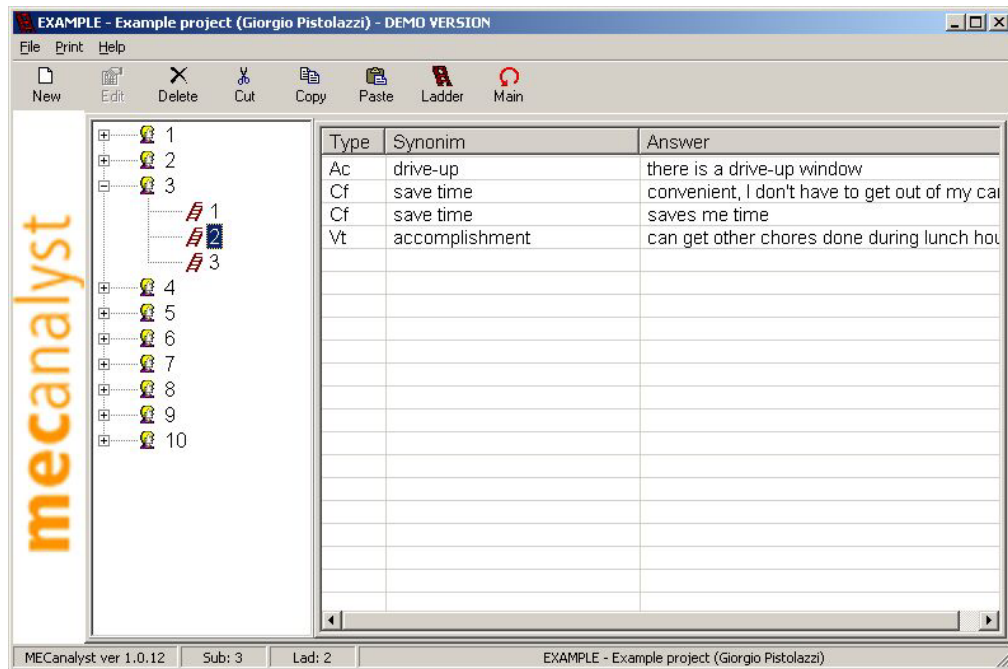 EXAMPLE - Example project (Giorgio Pistolazzi) - DEMO VERSION
File Print Help
New Edit Delete Cut Copy Paste Ladder Main
mecanalyst
1
2
3
1
2
3
4
5
6
7
8
9
10
Type Synonim Answer
Ac drive-up there is a drive-up window
Cf save time convenient, I don't have to get out of my car
Cf save time saves me time
Vt accomplishment can get other chores done during lunch hou
MECanalyst ver 1.0.12 Sub: 3 Lad: 2 EXAMPLE - Example project (Giorgio Pistolazzi)